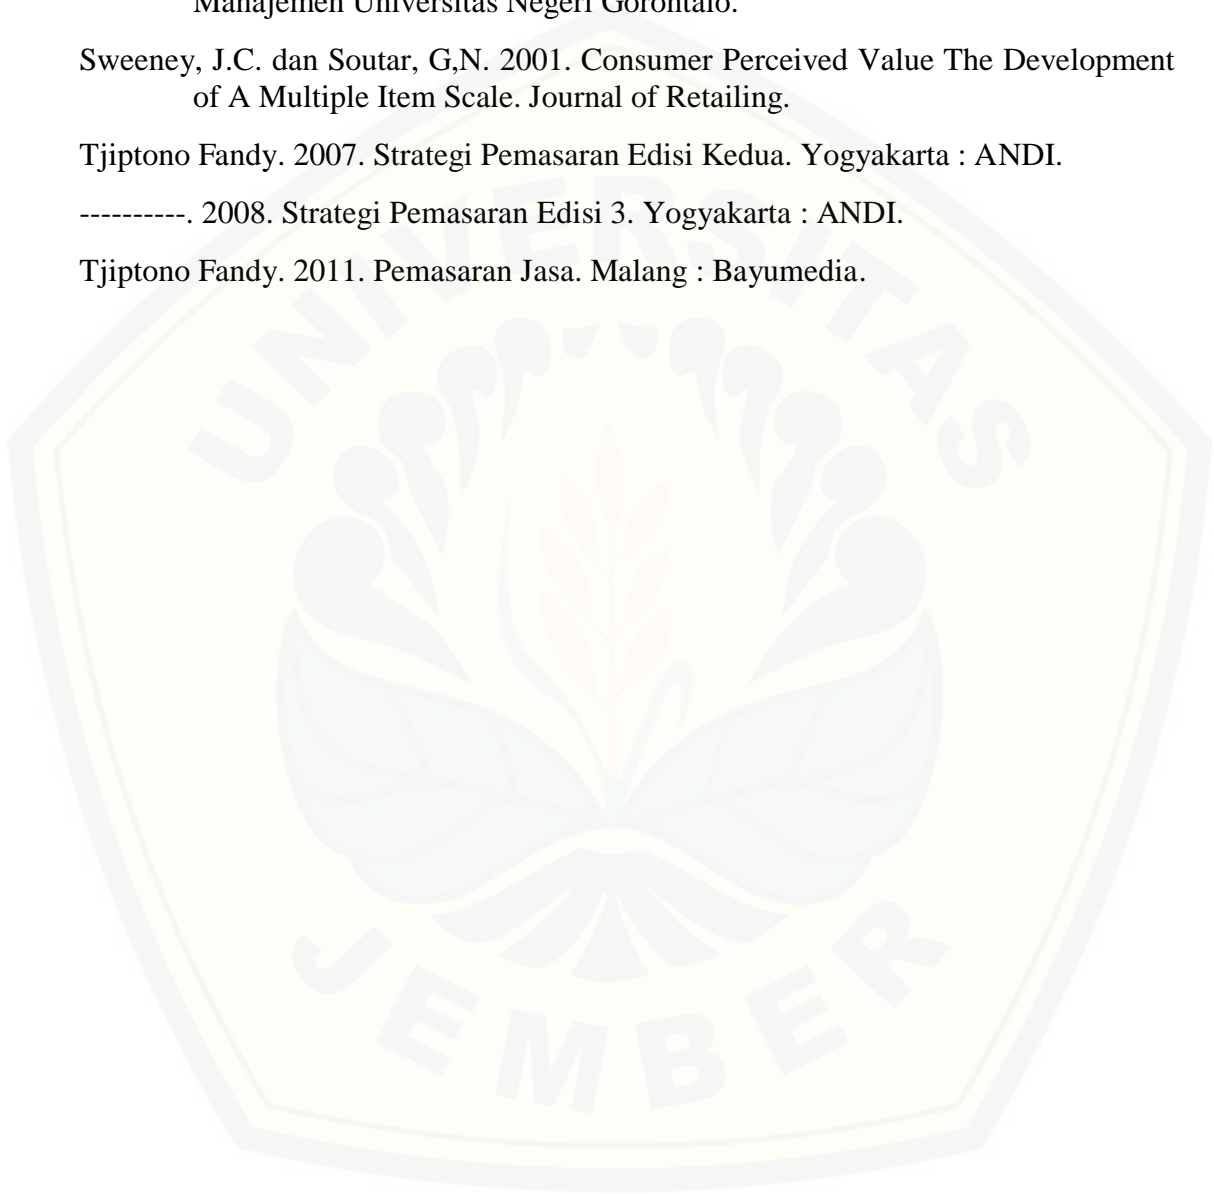 Manajemen Universitas Negeri Gorontalo.
Sweeney, J.C. dan Soutar, G,N. 2001. Consumer Perceived Value The Development
of A Multiple Item Scale. Journal of Retailing.
Tjiptono Fandy. 2007. Strategi Pemasaran Edisi Kedua. Yogyakarta : ANDI.
----------. 2008. Strategi Pemasaran Edisi 3. Yogyakarta : ANDI.
Tjiptono Fandy. 2011. Pemasaran Jasa. Malang : Bayumedia.
UNIVERSITAS
JEMBER